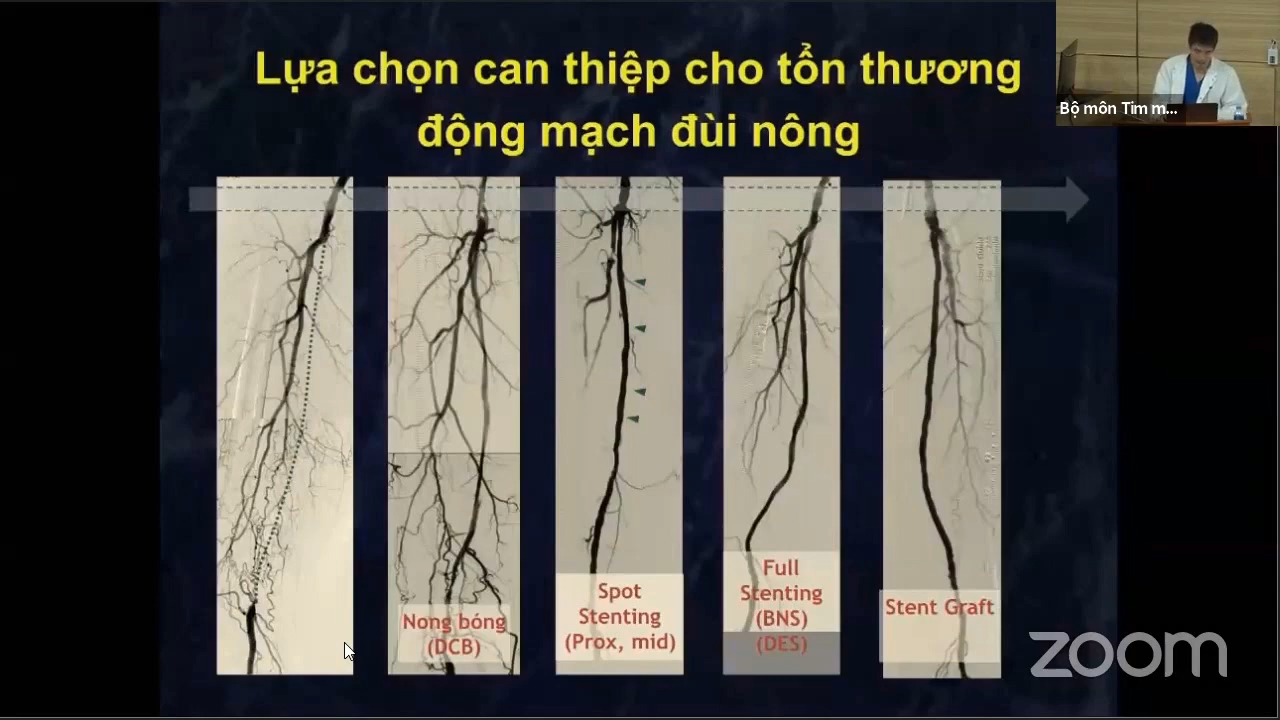 Lựa chọn can thiệp cho tổn thương
động mạch đùi nông
Bộ môn Tim m...
Nong bóng
(DCB)
Spot
Stenting
(Prox, mid)
Full
Stenting
(BNS)
(DES)
Stent Graft
zoom